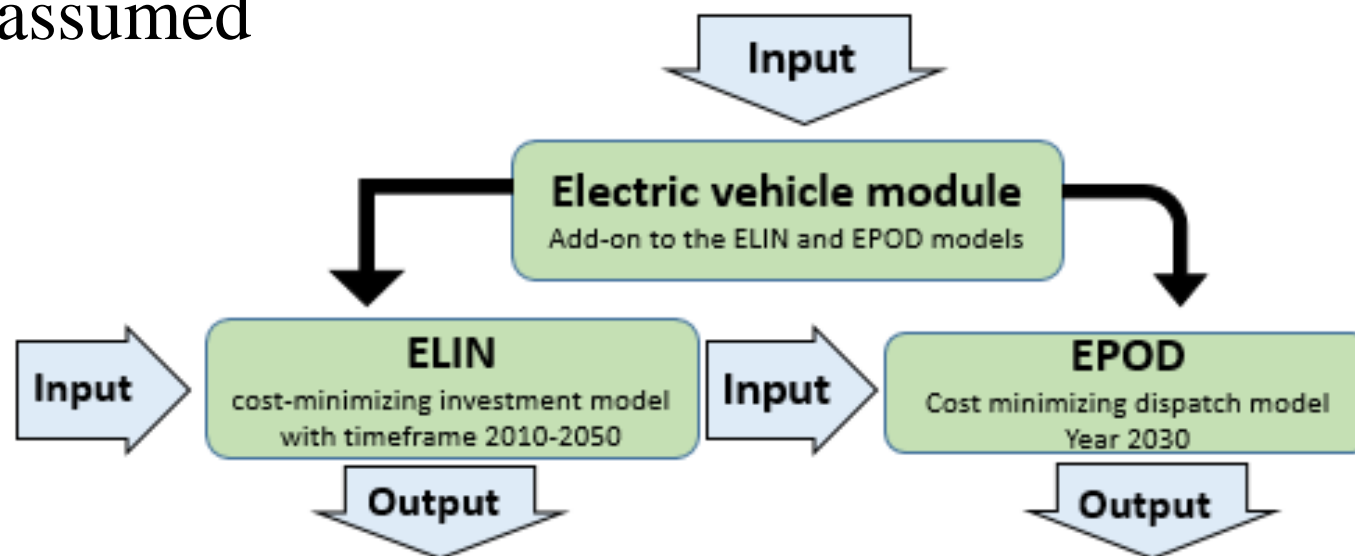 assumed
Input
Electric vehicle module
Add-on to the ELIN and EPOD models
Input
ELIN
cost-minimizing investment model
with timeframe 2010-2050
Input
EPOD
Cost minimizing dispatch model
Year 2030
Output
Output